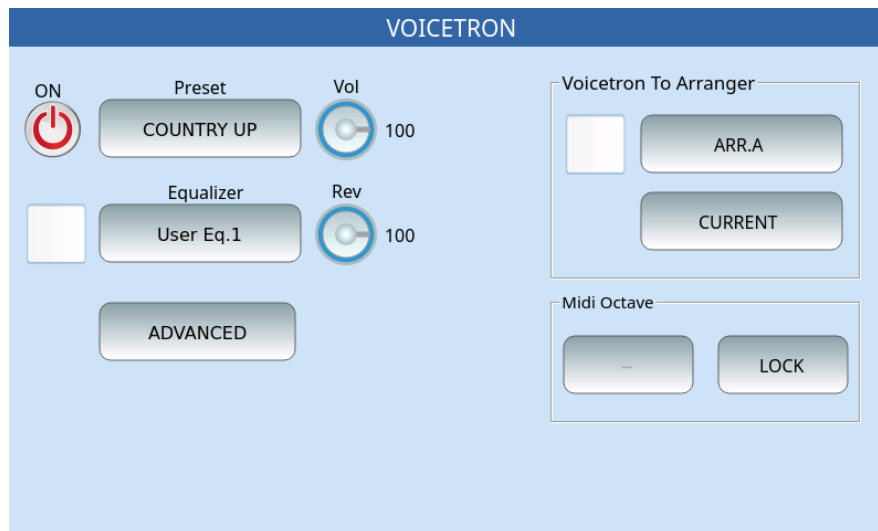 VOICETRON
ON
Preset
Vol
COUNTRY UP
100
Equalizer
Rev
User Eq.1
100
ADVANCED
Voicetron To Arranger
ARR.A
CURRENT
Midi Octave
--
LOCK